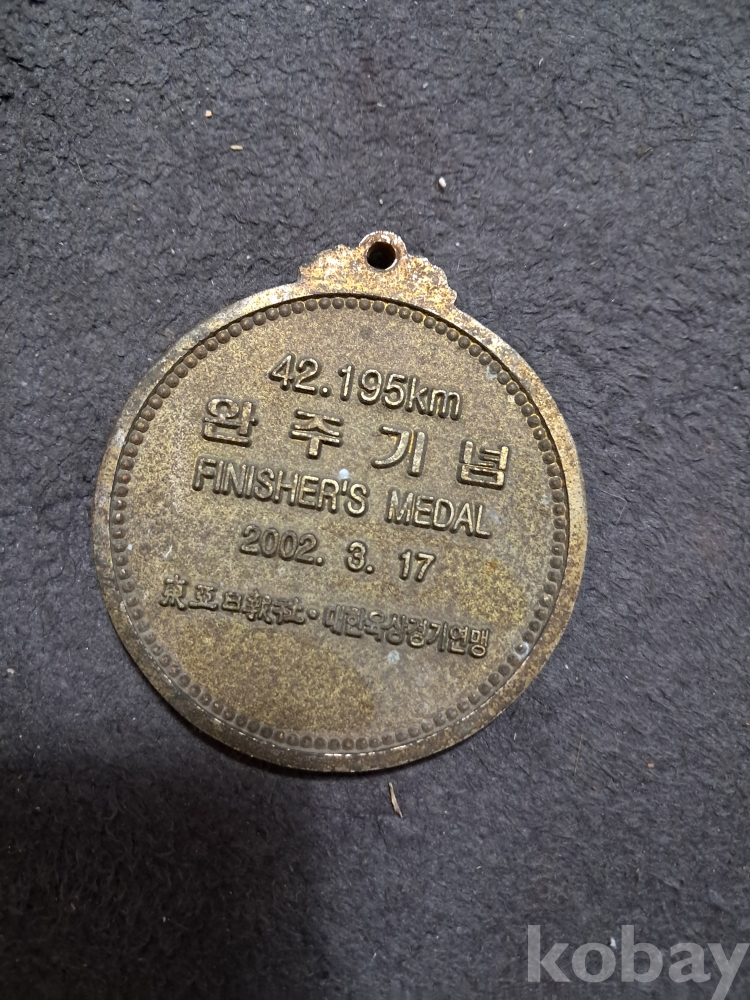 42.195km
완주기념
FINISHER'S MEDAL
2002. 3. 17
東亞日報社·대한육상경기연맹
kobay